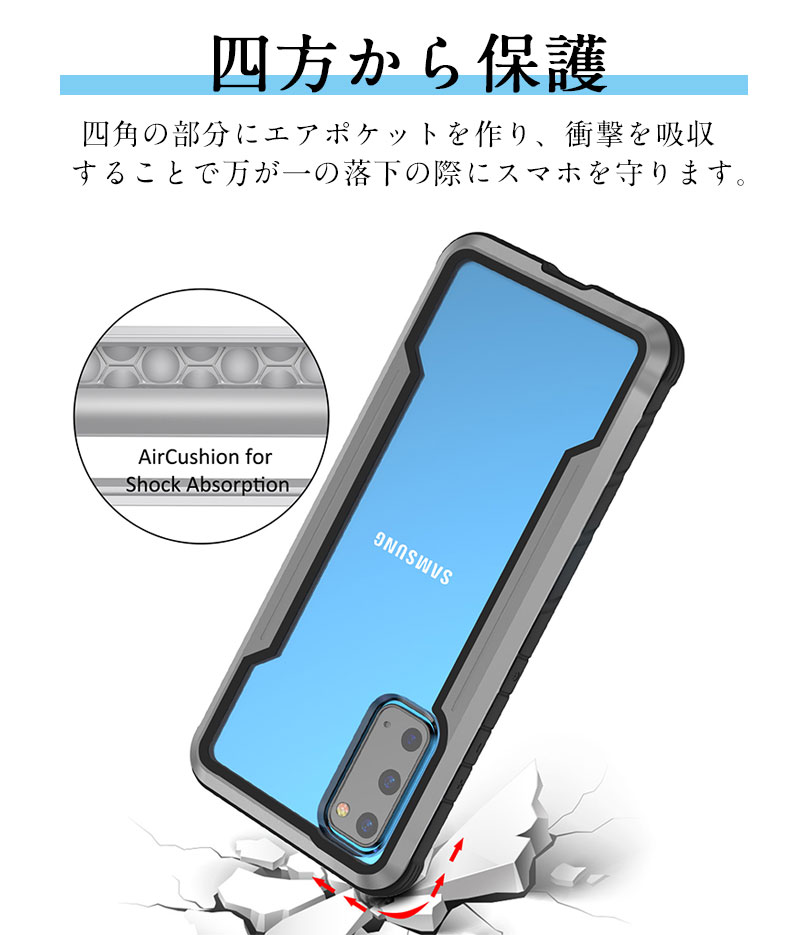 四方から保護
四角の部分にエアポケットを作り、衝撃を吸収
することで万が一の落下の際にスマホを守ります。
AirCushion for
Shock Absorption
SAMSUNG